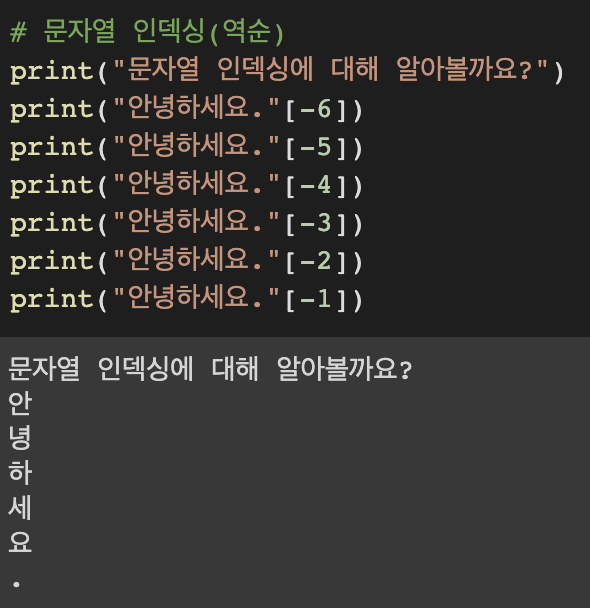 # 문자열 인덱싱(역순)
print("문자열 인덱싱에 대해 알아볼까요?")
print("안녕하세요."[-6])
print("안녕하세요."[-5])
print("안녕하세요."[-4])
print("안녕하세요."[-3])
print("안녕하세요."[-2])
print("안녕하세요."[-1])
문자열 인덱싱에 대해 알아볼까요?
안
녕
하
세
요
.